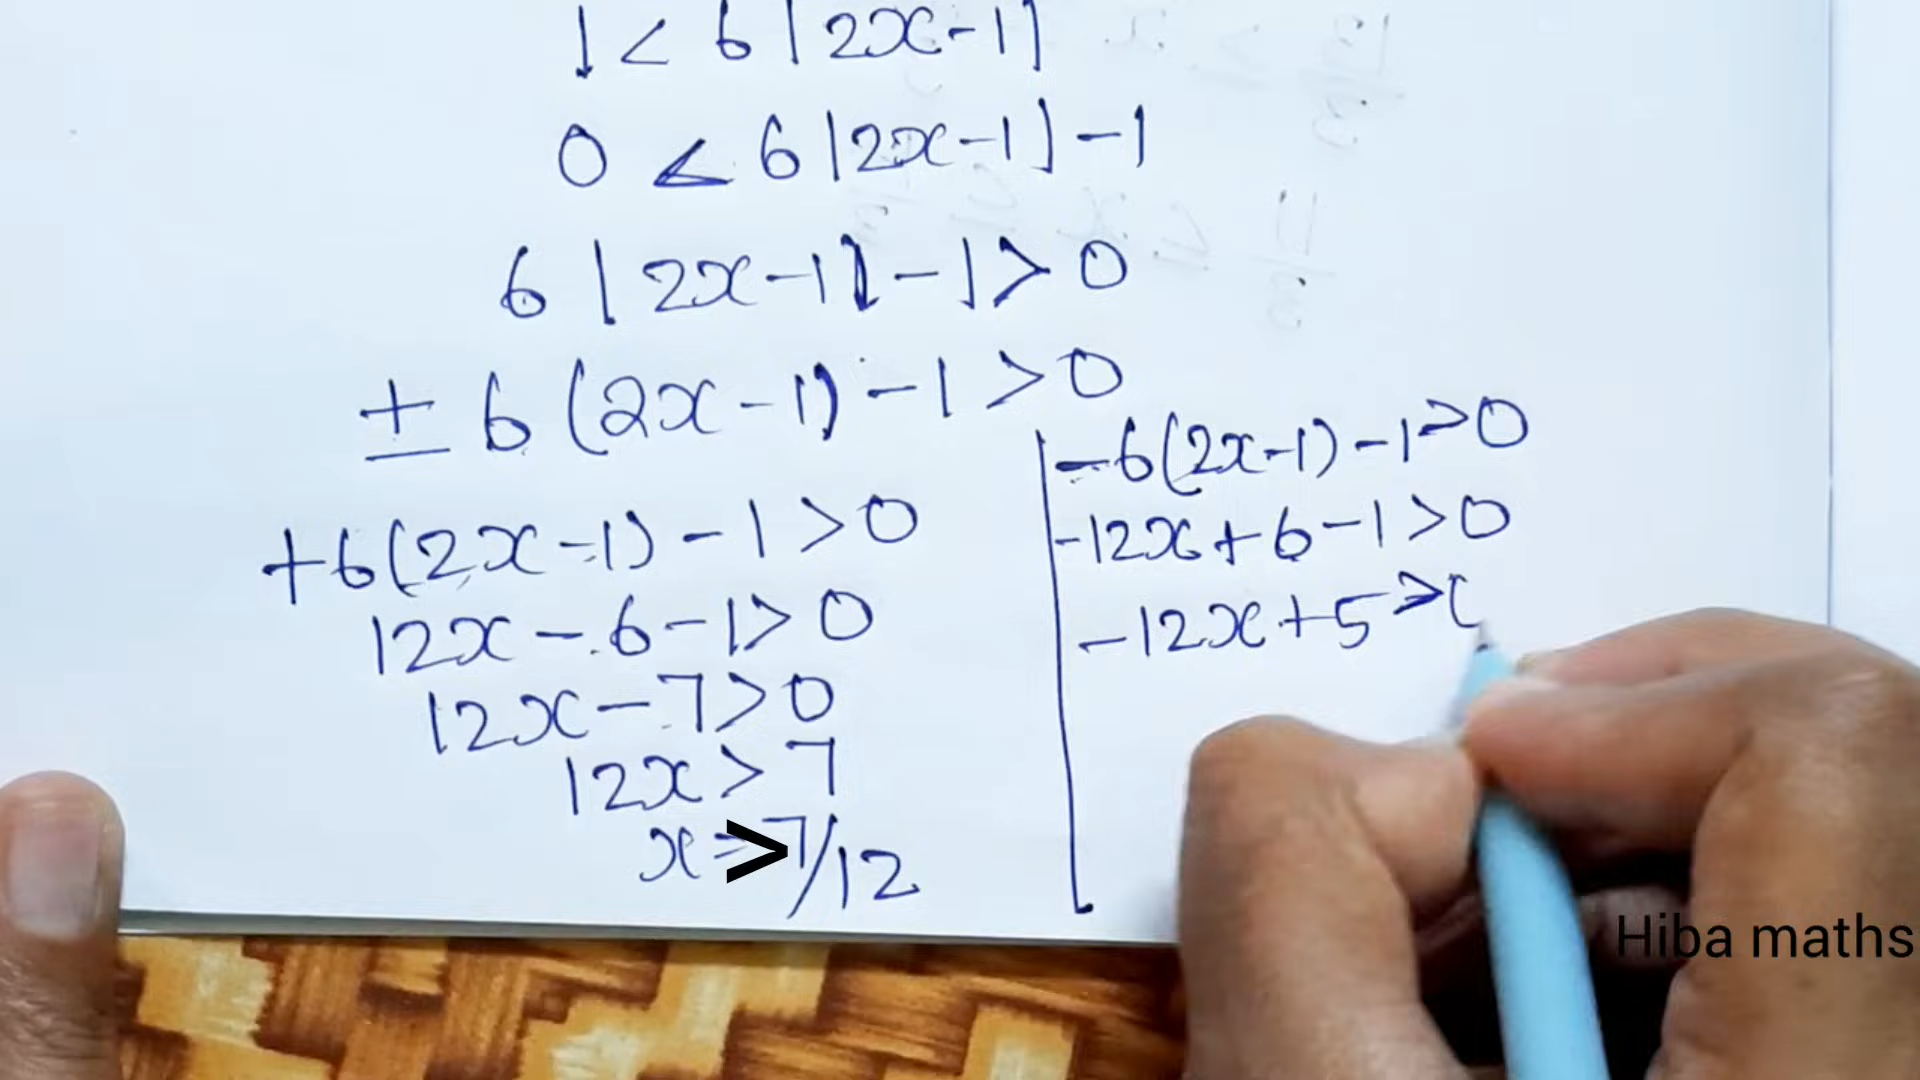 1 < 6 |2x-1|
0 < 6 |2x-1| -1
6 |2x-1| -1 > 0
± 6 (2x-1) -1 > 0
+6(2x-1) -1 > 0
12x - 6 -1 > 0
12x - 7 > 0
12x > 7
x > 7/12
-6(2x-1) -1 > 0
-12x + 6 -1 > 0
-12x + 5 >
Hiba maths